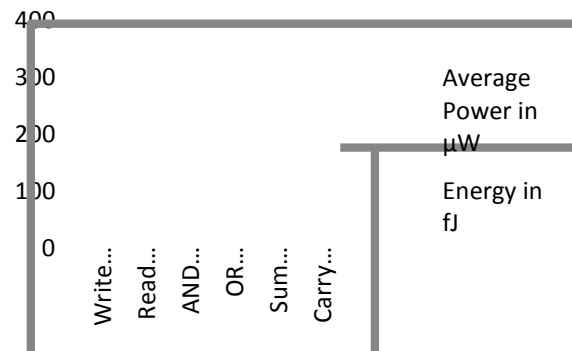 400
300
200
100
0
Write...
Read...
AND...
OR...
Sum...
Carry...
Average
Power in
µW
Energy in
fJ